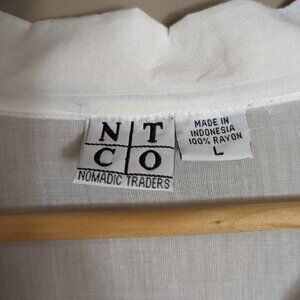 N T
C O
NOMADIC TRADERS
MADE IN
INDONESIA
100% RAYON
L